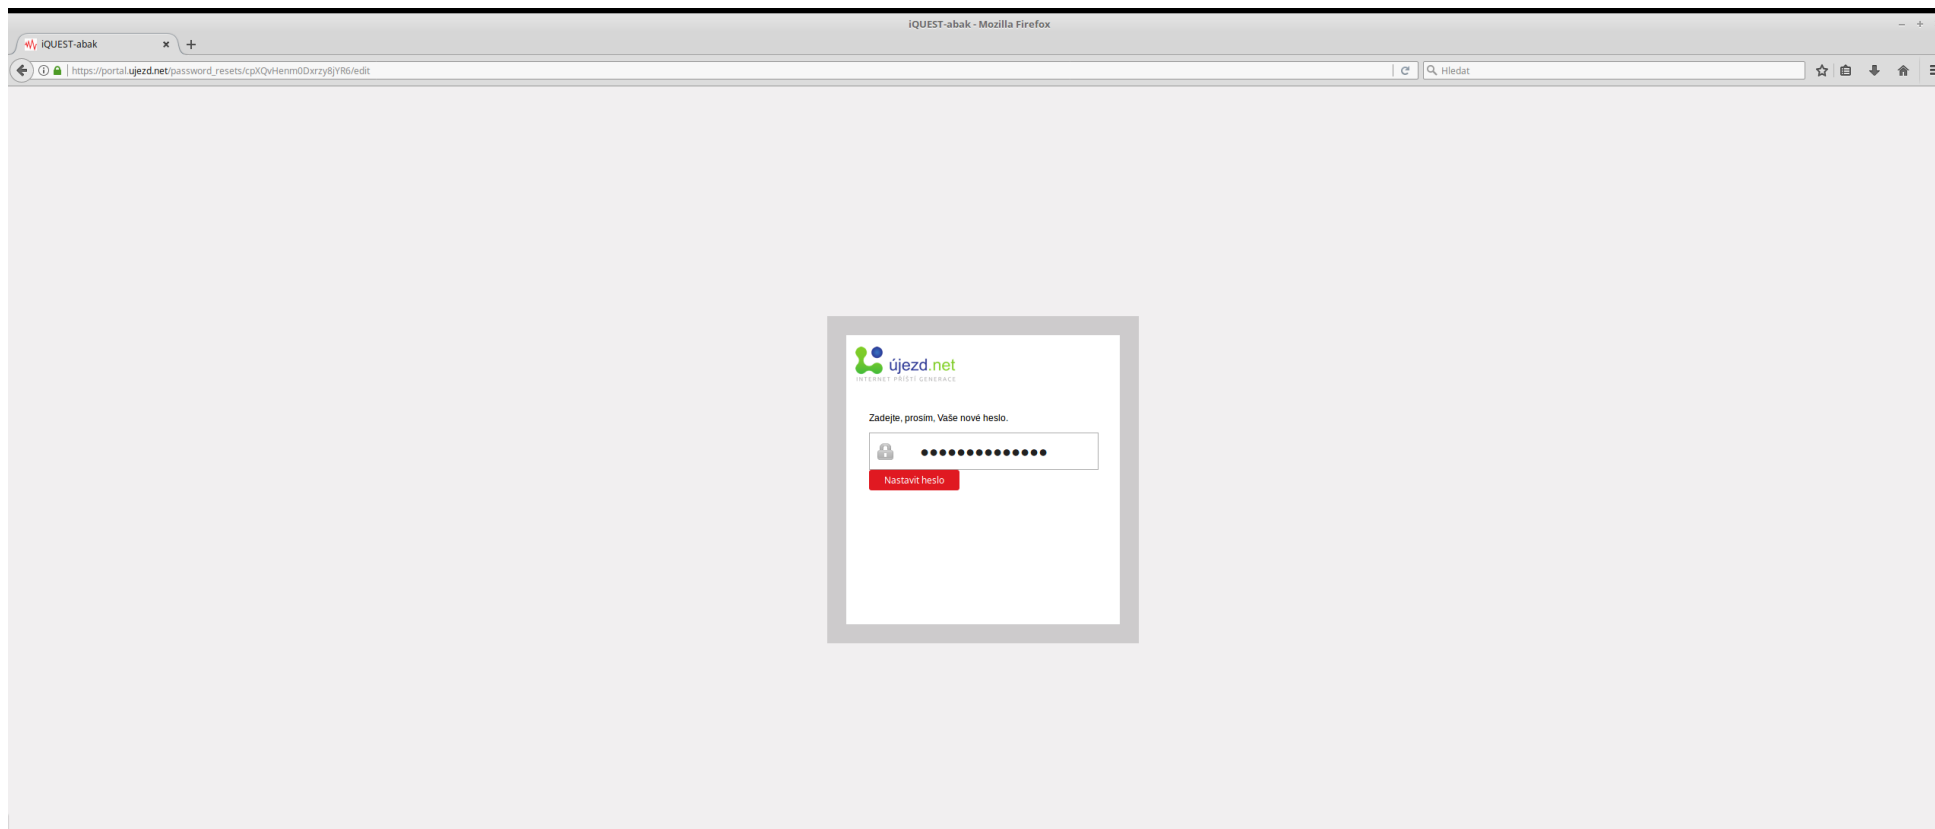 iQUEST-abak - Mozilla Firefox
iQUEST-abak
https://portal.ujezd.net/password_resets/cpXQvHenm0Dxrzy8jYR6/edit
Hledat
újezd.net
INTERNET PŘÍŠTÍ GENERACE
Zadejte, prosím, Vaše nové heslo.
Nastavit heslo